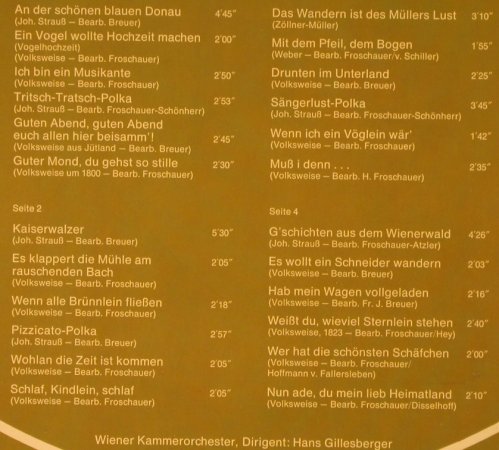 An der schönen blauen Donau 4'45"
(Joh. Strauß — Bearb. Breuer)
Ein Vogel wollte Hochzeit machen 2'00"
(Vogelhochzeit)
(Volksweise — Bearb. Froschauer)
Ich bin ein Musikante 2'50"
(Volksweise — Bearb. Froschauer)
Tritsch-Tratsch-Polka 2'53"
(Joh. Strauß — Bearb. Froschauer-Schönherr)
Guten Abend, guten Abend
euch allen hier beisamm'! 2'45"
(Volksweise aus Jütland — Bearb. Breuer)
Guter Mond, du gehst so stille 2'30"
(Volksweise um 1800 — Bearb. Froschauer)
Seite 2
Kaiserwalzer 5'30"
(Joh. Strauß — Bearb. Breuer)
Es klappert die Mühle am
rauschenden Bach 2'05"
(Volksweise — Bearb. Froschauer)
Wenn alle Brünnlein fließen 2'18"
(Volksweise — Bearb. Froschauer)
Pizzicato-Polka 2'57"
(Joh. Strauß — Bearb. Breuer)
Wohlan die Zeit ist kommen 2'05"
(Volksweise — Bearb. Froschauer)
Schlaf, Kindlein, schlaf 2'05"
(Volksweise — Bearb. Froschauer)
Das Wandern ist des Müllers Lust 3'10"
(Zöllner-Müller)
Mit dem Pfeil, dem Bogen 1'55"
(Weber — Bearb. Froschauer/v. Schiller)
Drunten im Unterland 2'25"
(Volksweise — Bearb. Breuer)
Sängerlust-Polka 3'45"
(Joh. Strauß — Bearb. Froschauer-Schönherr)
Wenn ich ein Vöglein wär' 1'42"
(Volksweise — Bearb. Froschauer)
Muß i denn . . . 2'35"
(Volksweise — Bearb. H. Froschauer)
Seite 4
G'schichten aus dem Wienerwald 4'26"
(Joh. Strauß — Bearb. Froschauer-Atzler)
Es wollt ein Schneider wandern 2'03"
(Volksweise — Bearb. Breuer)
Hab mein Wagen vollgeladen 2'16"
(Volksweise — Bearb. Fr. J. Breuer)
Weißt du, wieviel Sternlein stehen 2'40"
(Volksweise, 1823 — Bearb. Froschauer/Hey)
Wer hat die schönsten Schäfchen 2'00"
(Volksweise — Bearb. Froschauer/
Hoffmann v. Fallersleben)
Nun ade, du mein lieb Heimatland 2'10"
(Volksweise — Bearb. Froschauer/Disselhoff)
Wiener Kammerorchester, Dirigent: Hans Gillesberger